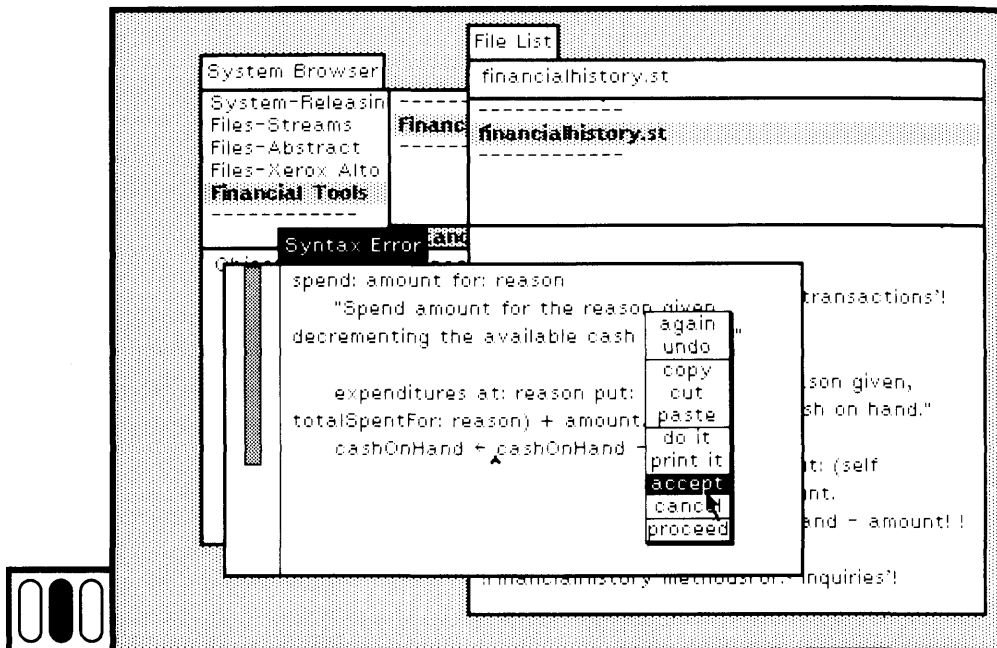 File List
System Browser
financialhistory.st
System-Releasin
Files-Streams
Files-Abstract
Files-Xerox Alto
Financial Tools
-------------
------
Financ
------
-------------
financialhistory.st
-------------
Syntax Error
spend: amount for: reason
"Spend amount for the reason given
decrementing the available cash "
expenditures at: reason put:
totalSpentFor: reason) + amount.
cashOnHand ← cashOnHand -
again
undo
copy
cut
paste
do it
print it
accept
cancel
proceed
transactions'!
son given,
sh on hand."
t: (self
nt.
and - amount! !
inquiries'!